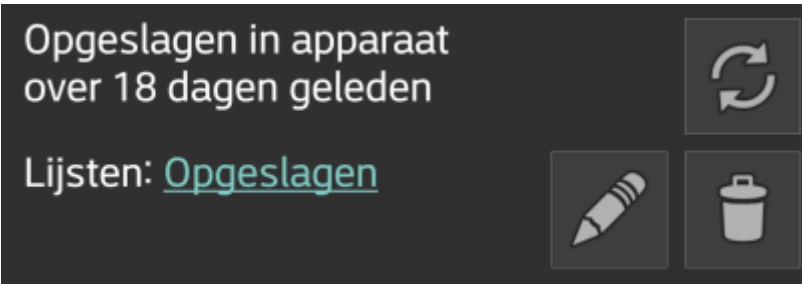 Opgeslagen in apparaat
over 18 dagen geleden
Lijsten: Opgeslagen